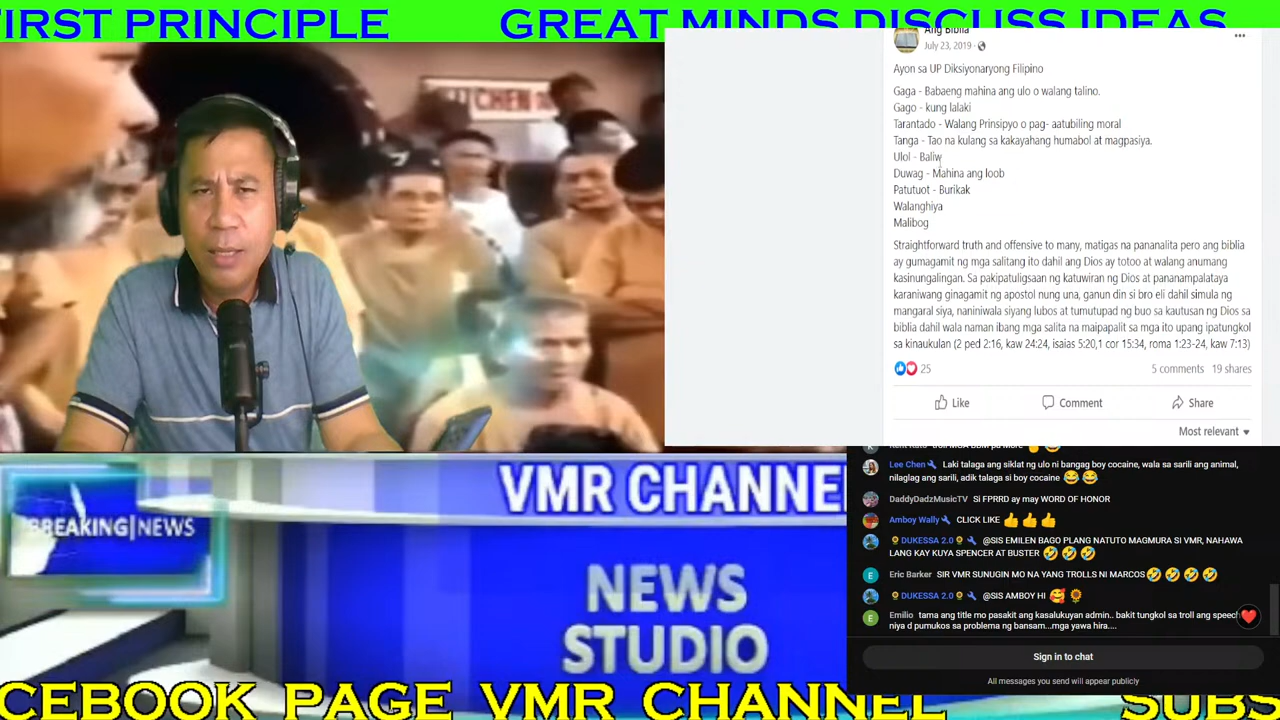 FIRST PRINCIPLE GREAT MINDS DISCUSS IDEAS
KITCHEN
Ang Biblia
July 23, 2019
Ayon sa UP Diksiyonaryong Filipino
Gaga - Babaeng mahina ang ulo o walang talino.
Gago - kung lalaki
Tarantado - Walang Prinsipyo o pag- aatubiling moral
Tanga - Tao na kulang sa kakayahang humabol at magpasiya.
Ulol - Baliw
Duwag - Mahina ang loob
Patutuot - Burikak
Walanghiya
Malibog
Straightforward truth and offensive to many, matigas na pananalita pero ang biblia
ay gumagamit ng mga salitang ito dahil ang Dios ay totoo at walang anumang
kasinungalingan. Sa pakipatuligsaan ng katuwiran ng Dios at pananampalataya
karaniwang ginagamit ng apostol nung una, ganun din si bro eli dahil simula ng
mangaral siya, naniniwala siyang lubos at tumutupad ng buo sa kautusan ng Dios sa
biblia dahil wala naman ibang mga salita na maipapalit sa mga ito upang ipatungkol
sa kinaukulan (2 ped 2:16, kaw 24:24, isaias 5:20,1 cor 15:34, roma 1:23-24, kaw 7:13)
25 5 comments 19 shares
Like Comment Share
Most relevant
Lee Chen Laki talaga ang siklat ng ulo ni bangag boy cocaine, wala sa sarili ang animal,
nilaglag ang sarili, adik talaga si boy cocaine 😂 😂
DaddyDadzMusicTV Si FPRRD ay may WORD OF HONOR
Amboy Wally CLICK LIKE 👍 👍 👍
🌻 DUKESSA 2.0 🌻 @SIS EMILEN BAGO PLANG NATUTO MAGMURA SI VMR, NAHAWA
LANG KAY KUYA SPENCER AT BUSTER 🤣 🤣 🤣
Eric Barker SIR VMR SUNUGIN MO NA YANG TROLLS NI MARCOS 🤣 🤣 🤣 🤣
🌻 DUKESSA 2.0 🌻 @SIS AMBOY HI 🥰 🌻
Emilio tama ang title mo pasakit ang kasalukuyan admin.. bakit tungkol sa troll ang speech
niya d pumukos sa problema ng bansam...mga yawa hira....
Sign in to chat
All messages you send will appear publicly
VMR CHANNE
BREAKING|NEWS
NEWS
STUDIO
CEBOOK PAGE VMR CHANNEL SUBS